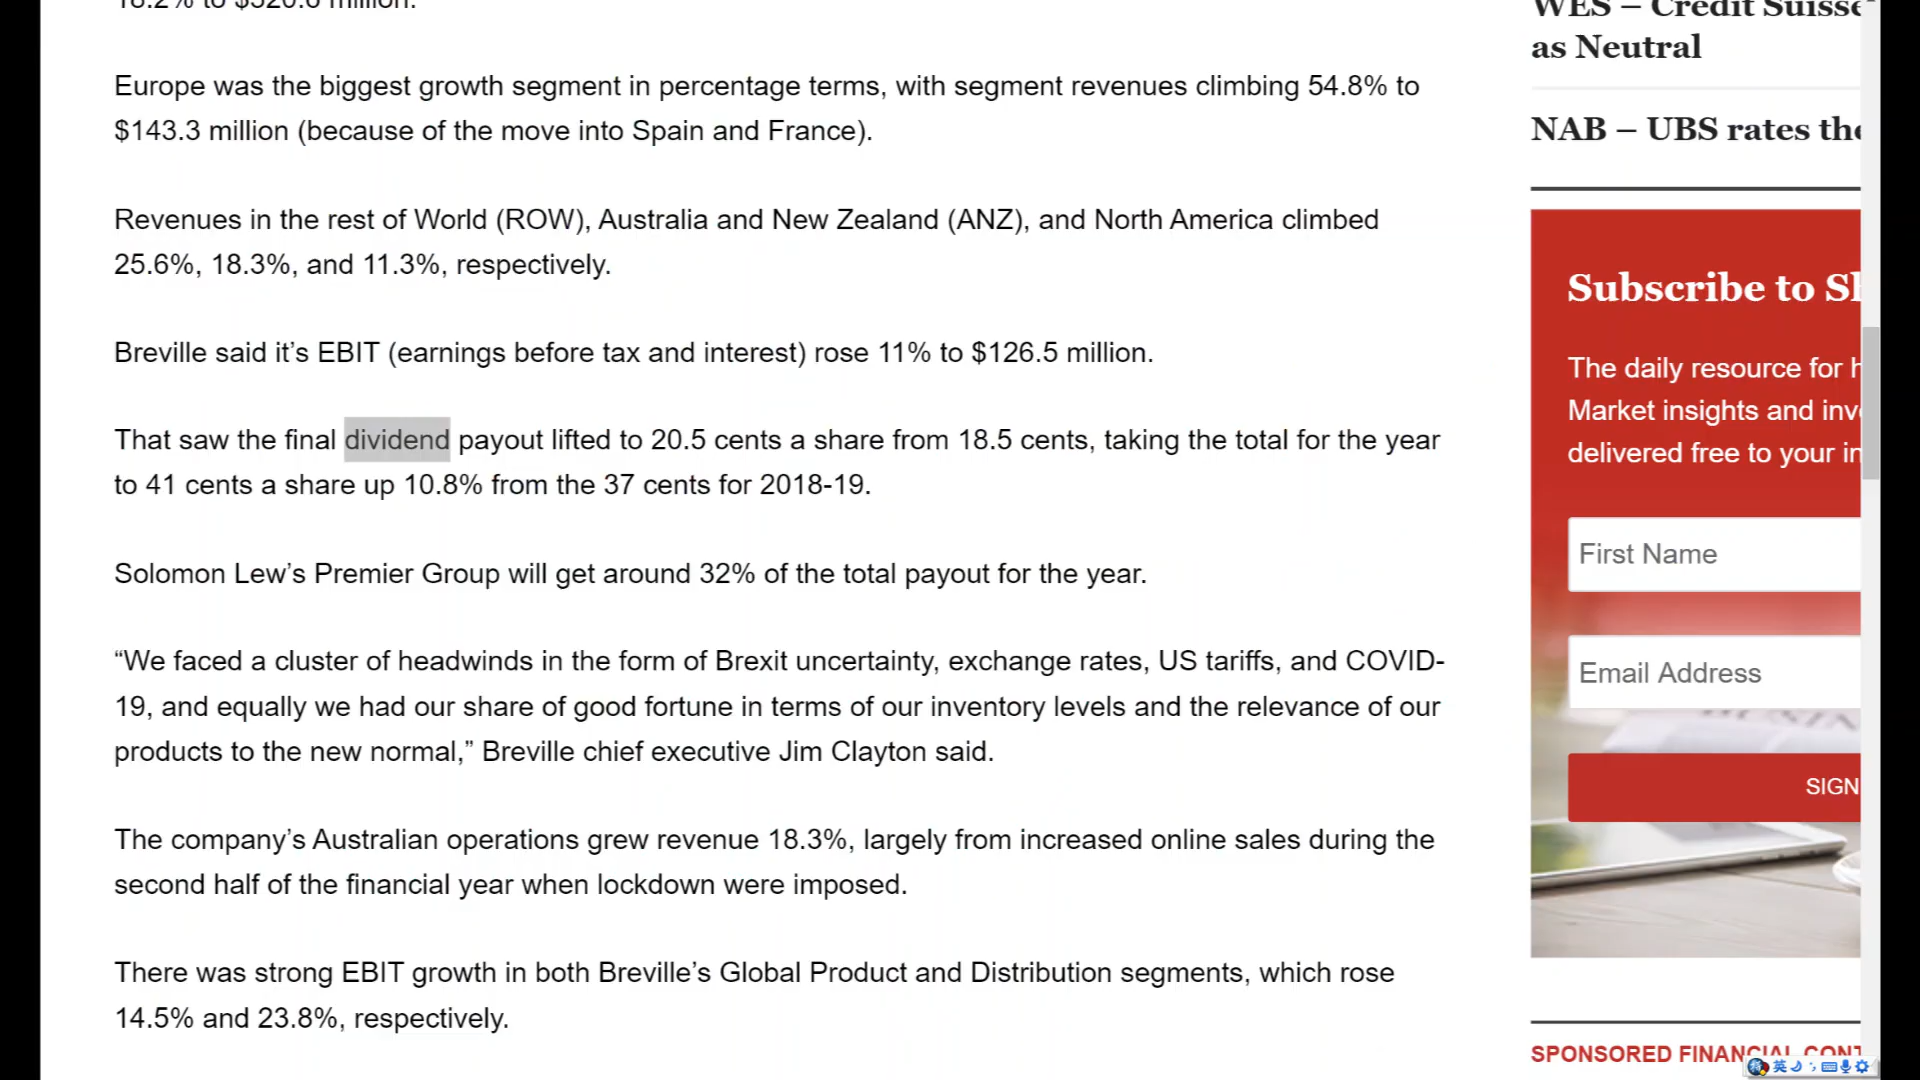 18.2% to $520.6 million.
Europe was the biggest growth segment in percentage terms, with segment revenues climbing 54.8% to
$143.3 million (because of the move into Spain and France).
Revenues in the rest of World (ROW), Australia and New Zealand (ANZ), and North America climbed
25.6%, 18.3%, and 11.3%, respectively.
Breville said it’s EBIT (earnings before tax and interest) rose 11% to $126.5 million.
That saw the final dividend payout lifted to 20.5 cents a share from 18.5 cents, taking the total for the year
to 41 cents a share up 10.8% from the 37 cents for 2018-19.
Solomon Lew’s Premier Group will get around 32% of the total payout for the year.
“We faced a cluster of headwinds in the form of Brexit uncertainty, exchange rates, US tariffs, and COVID-
19, and equally we had our share of good fortune in terms of our inventory levels and the relevance of our
products to the new normal,” Breville chief executive Jim Clayton said.
The company’s Australian operations grew revenue 18.3%, largely from increased online sales during the
second half of the financial year when lockdown were imposed.
There was strong EBIT growth in both Breville’s Global Product and Distribution segments, which rose
14.5% and 23.8%, respectively.
WES – Credit Suisse
as Neutral
NAB – UBS rates the
Subscribe to
The daily resource for
Market insights and
delivered free to your
First Name
Email Address
SIGN
SPONSORED FINANCIAL
英